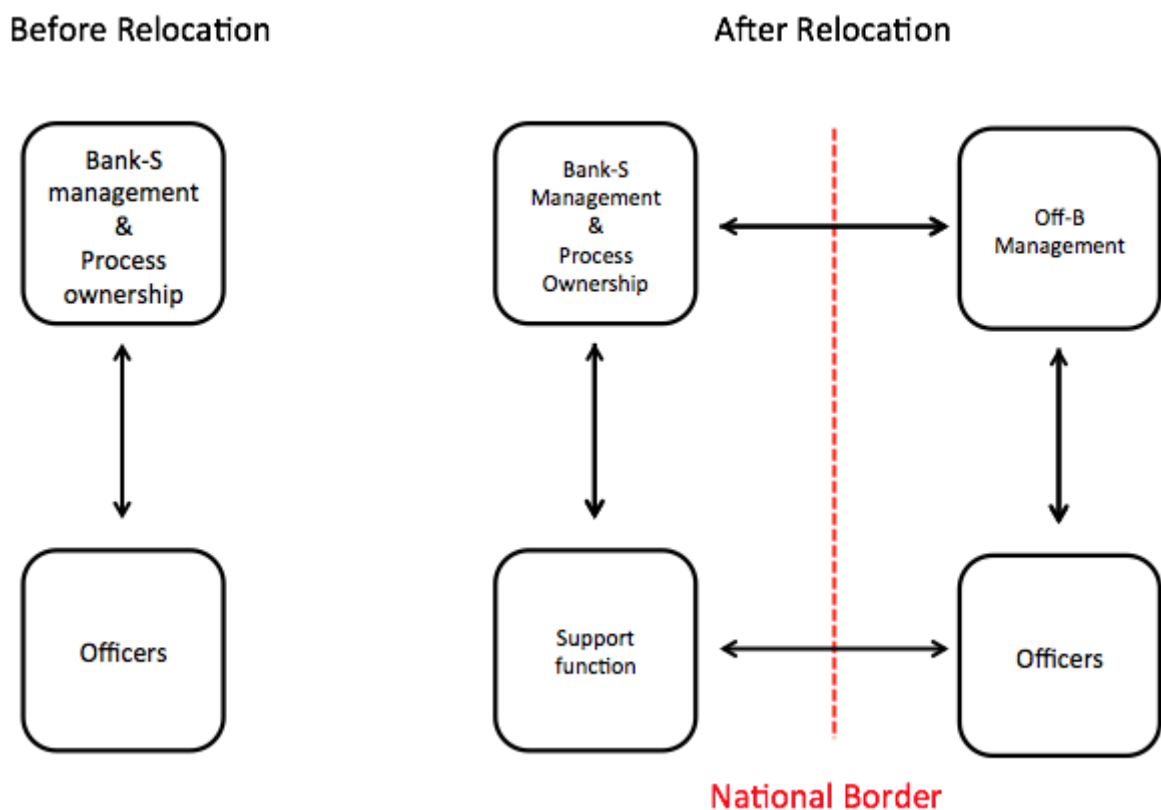 Before Relocation
After Relocation
Bank-S
management
&
Process
ownership
Bank-S
Management
&
Process
Ownership
Off-B
Management
Officers
Support
function
Officers
National Border